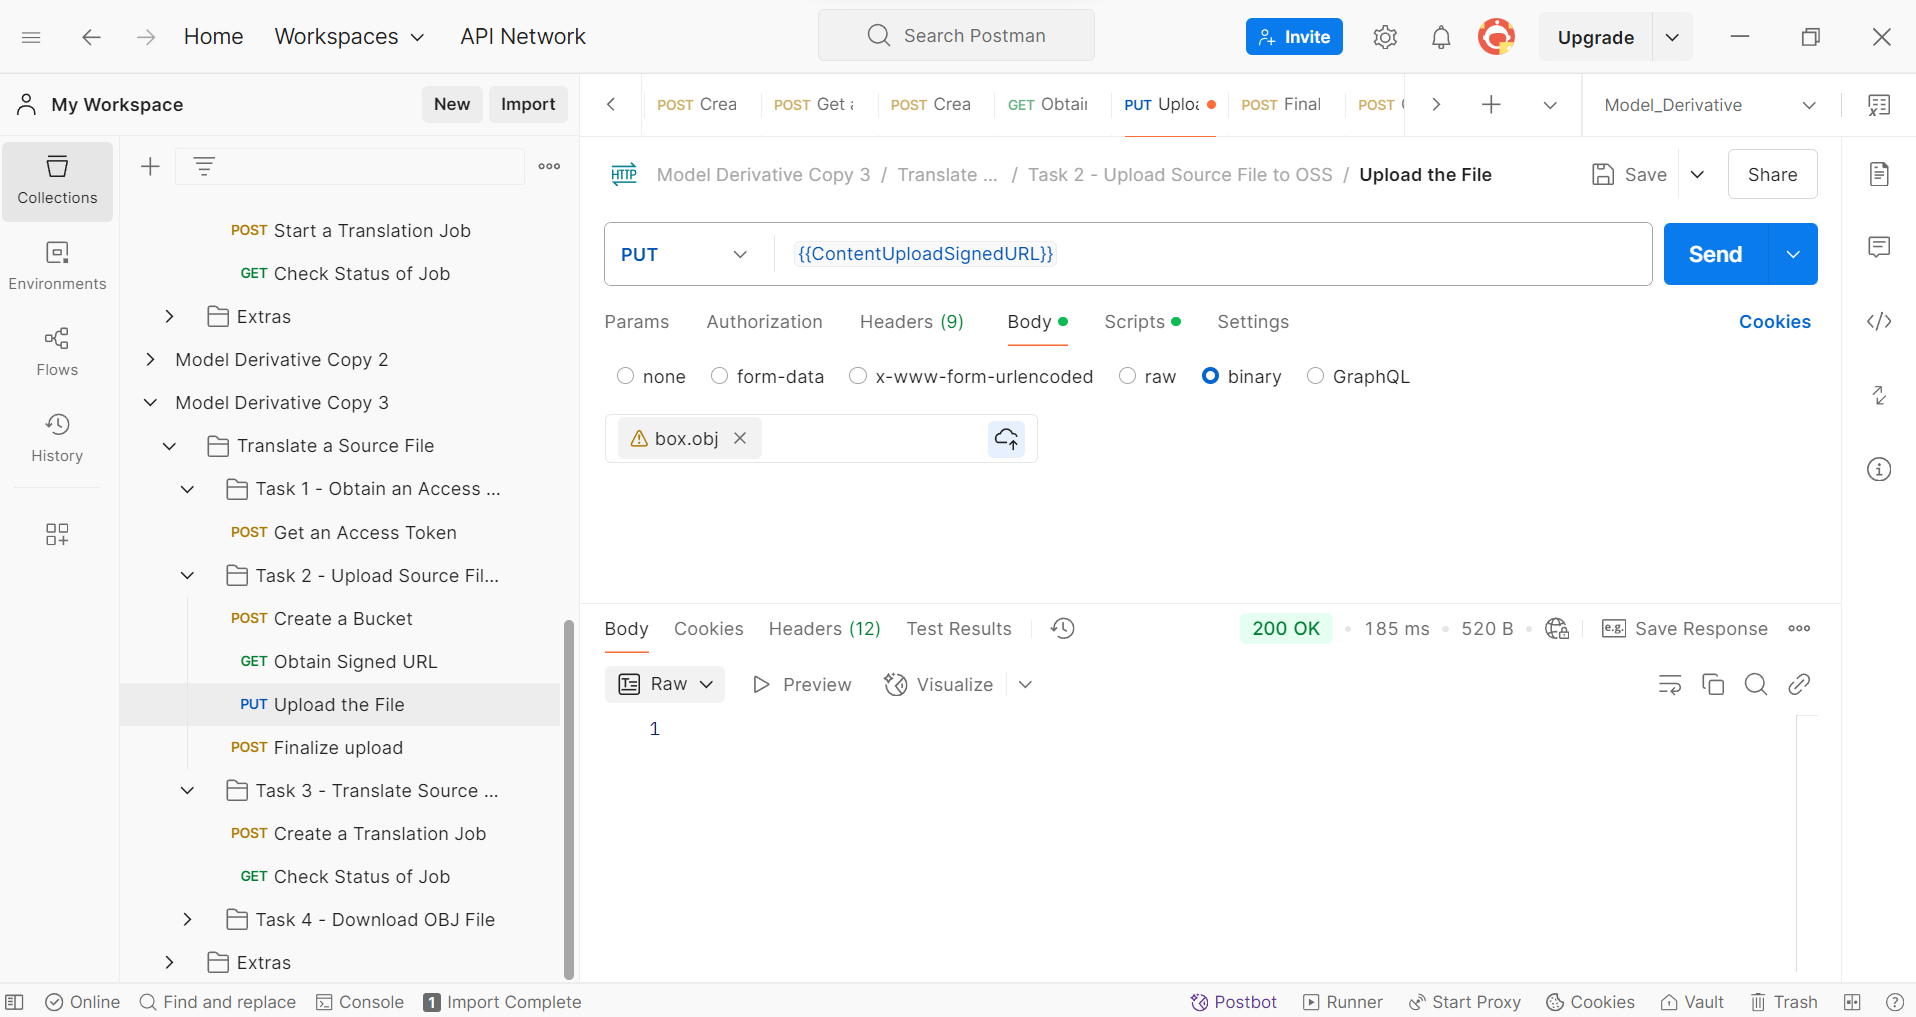 Home Workspaces API Network Search Postman Invite Upgrade
My Workspace New Import
POST Crea POST Get a POST Crea GET Obtain PUT Uploa POST Final POST Model_Derivative
Collections
Environments
Flows
History
POST Start a Translation Job
GET Check Status of Job
Extras
Model Derivative Copy 2
Model Derivative Copy 3
Translate a Source File
Task 1 - Obtain an Access ...
POST Get an Access Token
Task 2 - Upload Source Fil...
POST Create a Bucket
GET Obtain Signed URL
PUT Upload the File
POST Finalize upload
Task 3 - Translate Source ...
POST Create a Translation Job
GET Check Status of Job
Task 4 - Download OBJ File
Extras
HTTP Model Derivative Copy 3 / Translate ... / Task 2 - Upload Source File to OSS / Upload the File Save Share
PUT {{ContentUploadSignedURL}} Send
Params Authorization Headers (9) Body Scripts Settings Cookies
none form-data x-www-form-urlencoded raw binary GraphQL
box.obj
Body Cookies Headers (12) Test Results 200 OK 185 ms 520 B e.g. Save Response
Raw Preview Visualize
1
Online Find and replace Console 1 Import Complete Postbot Runner Start Proxy Cookies Vault Trash